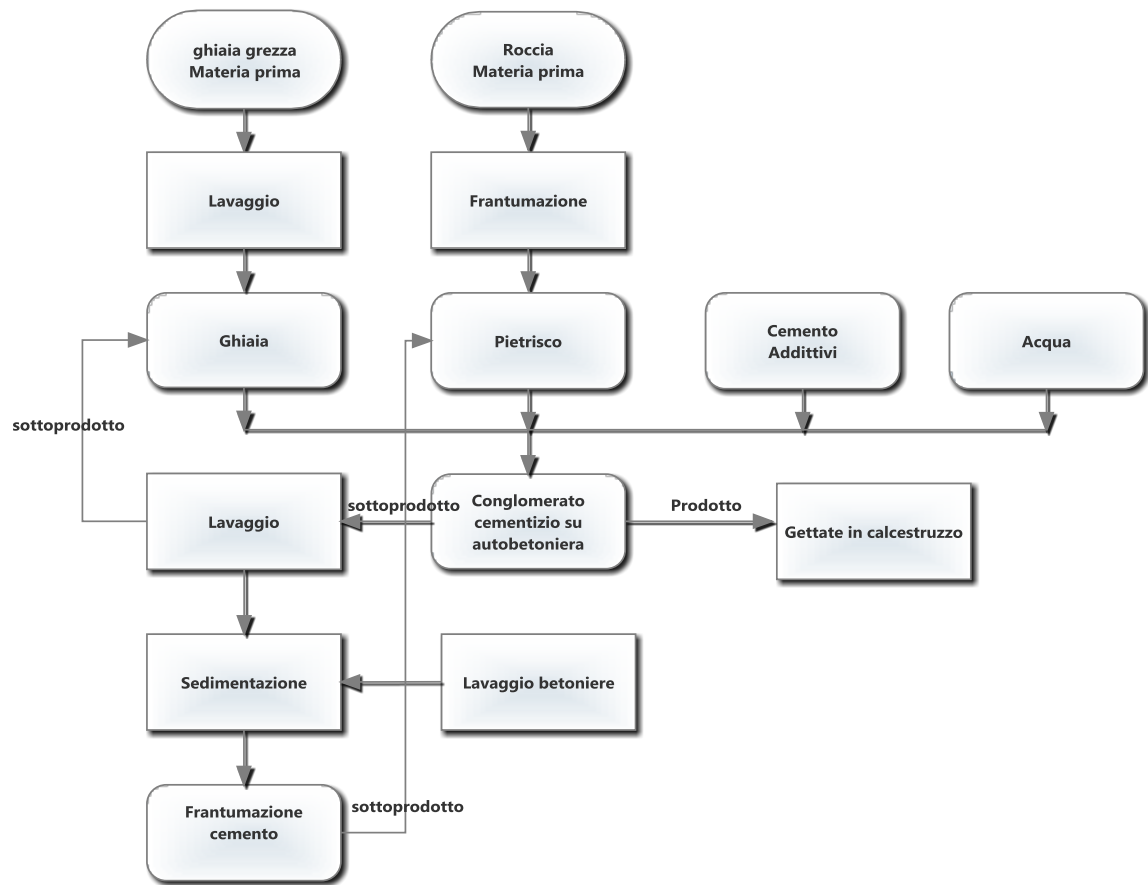 ghiaia grezza
Materia prima
Roccia
Materia prima
Lavaggio
Frantumazione
Ghiaia
Pietrisco
Cemento
Addittivi
Acqua
sottoprodotto
Lavaggio
sottoprodotto
Conglomerato
cementizio su
autobetoniera
Prodotto
Gettate in calcestruzzo
Sedimentazione
Lavaggio betoniere
Frantumazione
cemento
sottoprodotto